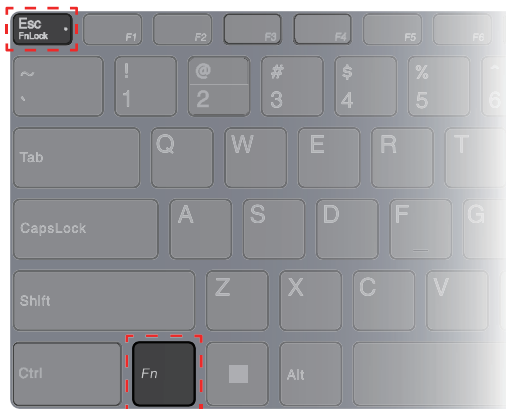 Esc
FnLock
F1
F2
F3
F4
F5
F6
~
`
!
1
@
2
#
3
$
4
%
5
^
6
Tab
Q
W
E
R
T
CapsLock
A
S
D
F
G
Shift
Z
X
C
V
Ctrl
Fn
Alt